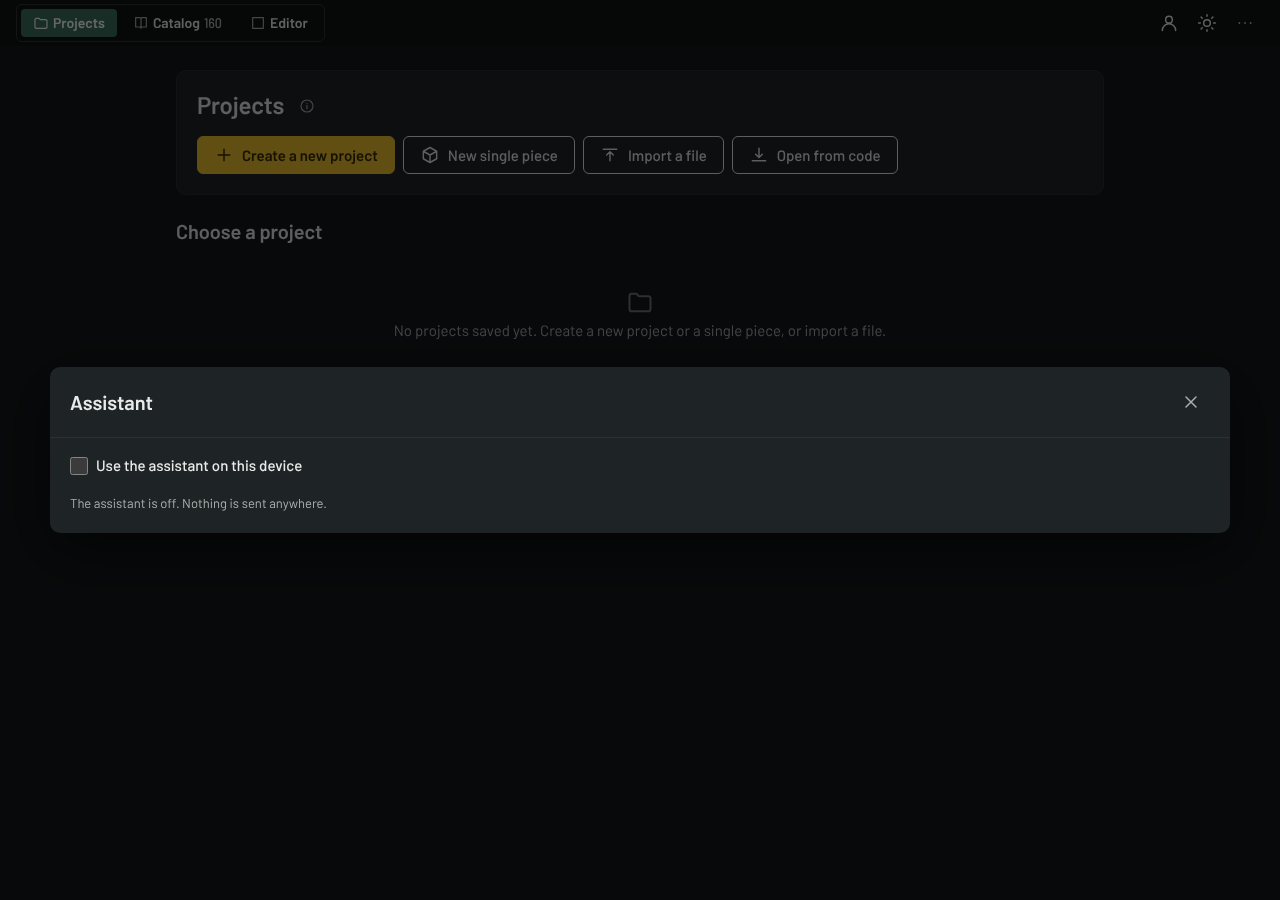 Projects
Catalog 160
Editor
Projects
Create a new project
New single piece
Import a file
Open from code
Choose a project
No projects saved yet. Create a new project or a single piece, or import a file.
Assistant
Use the assistant on this device
The assistant is off. Nothing is sent anywhere.